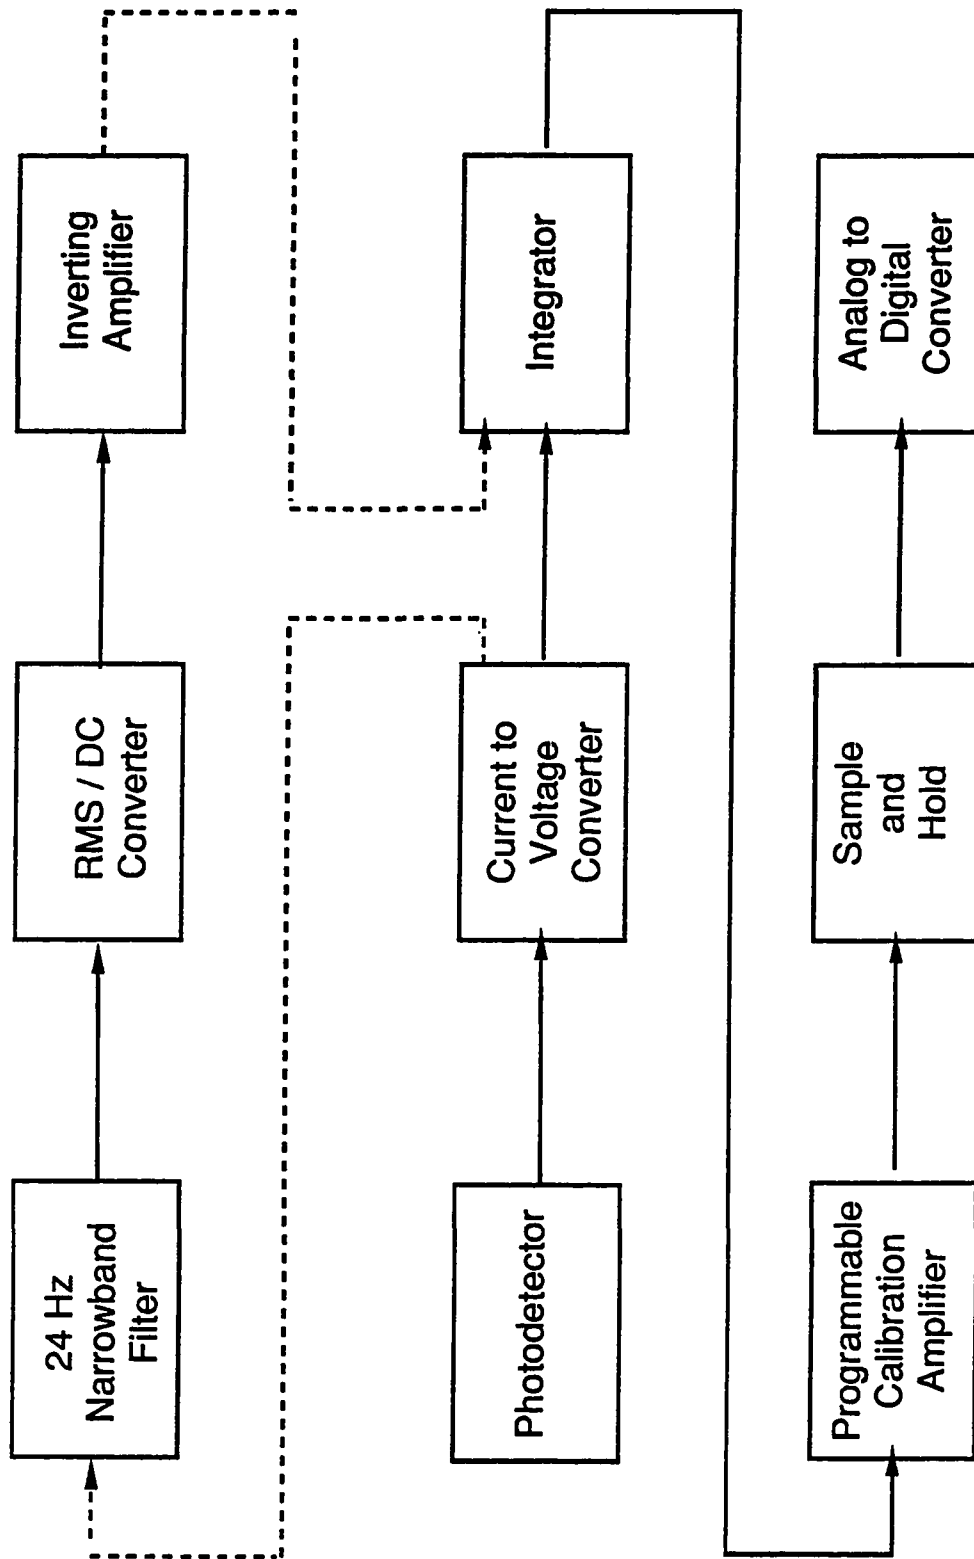 24 Hz
Narrowband
Filter
RMS / DC
Converter
Inverting
Amplifier
Photodetector
Current to
Voltage
Converter
Integrator
Programmable
Calibration
Amplifier
Sample
and
Hold
Analog to
Digital
Converter